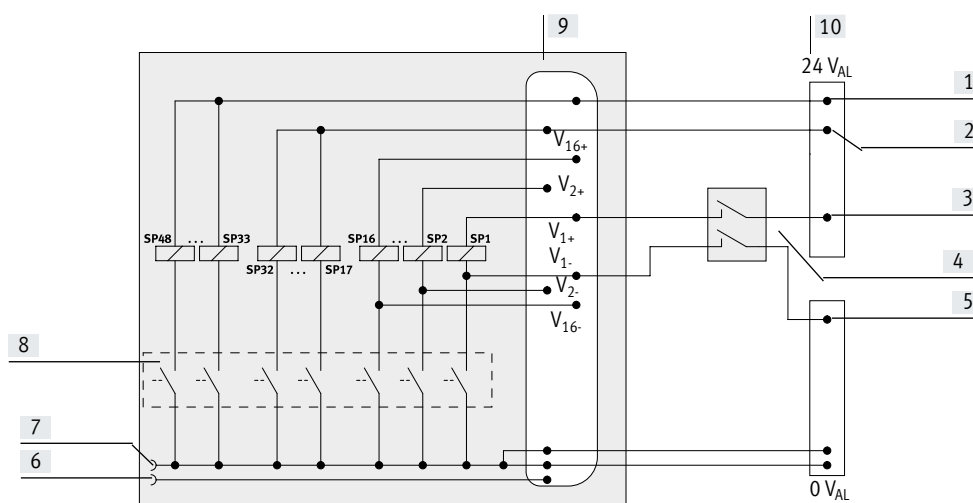 9
10
24 VAL
1
2
V16+
V2+
3
SP48 ... SP33
SP16 ... SP2 SP1
V1+
SP32 ... SP17
V1-
4
V2-
5
V16-
8
7
6
0 VAL